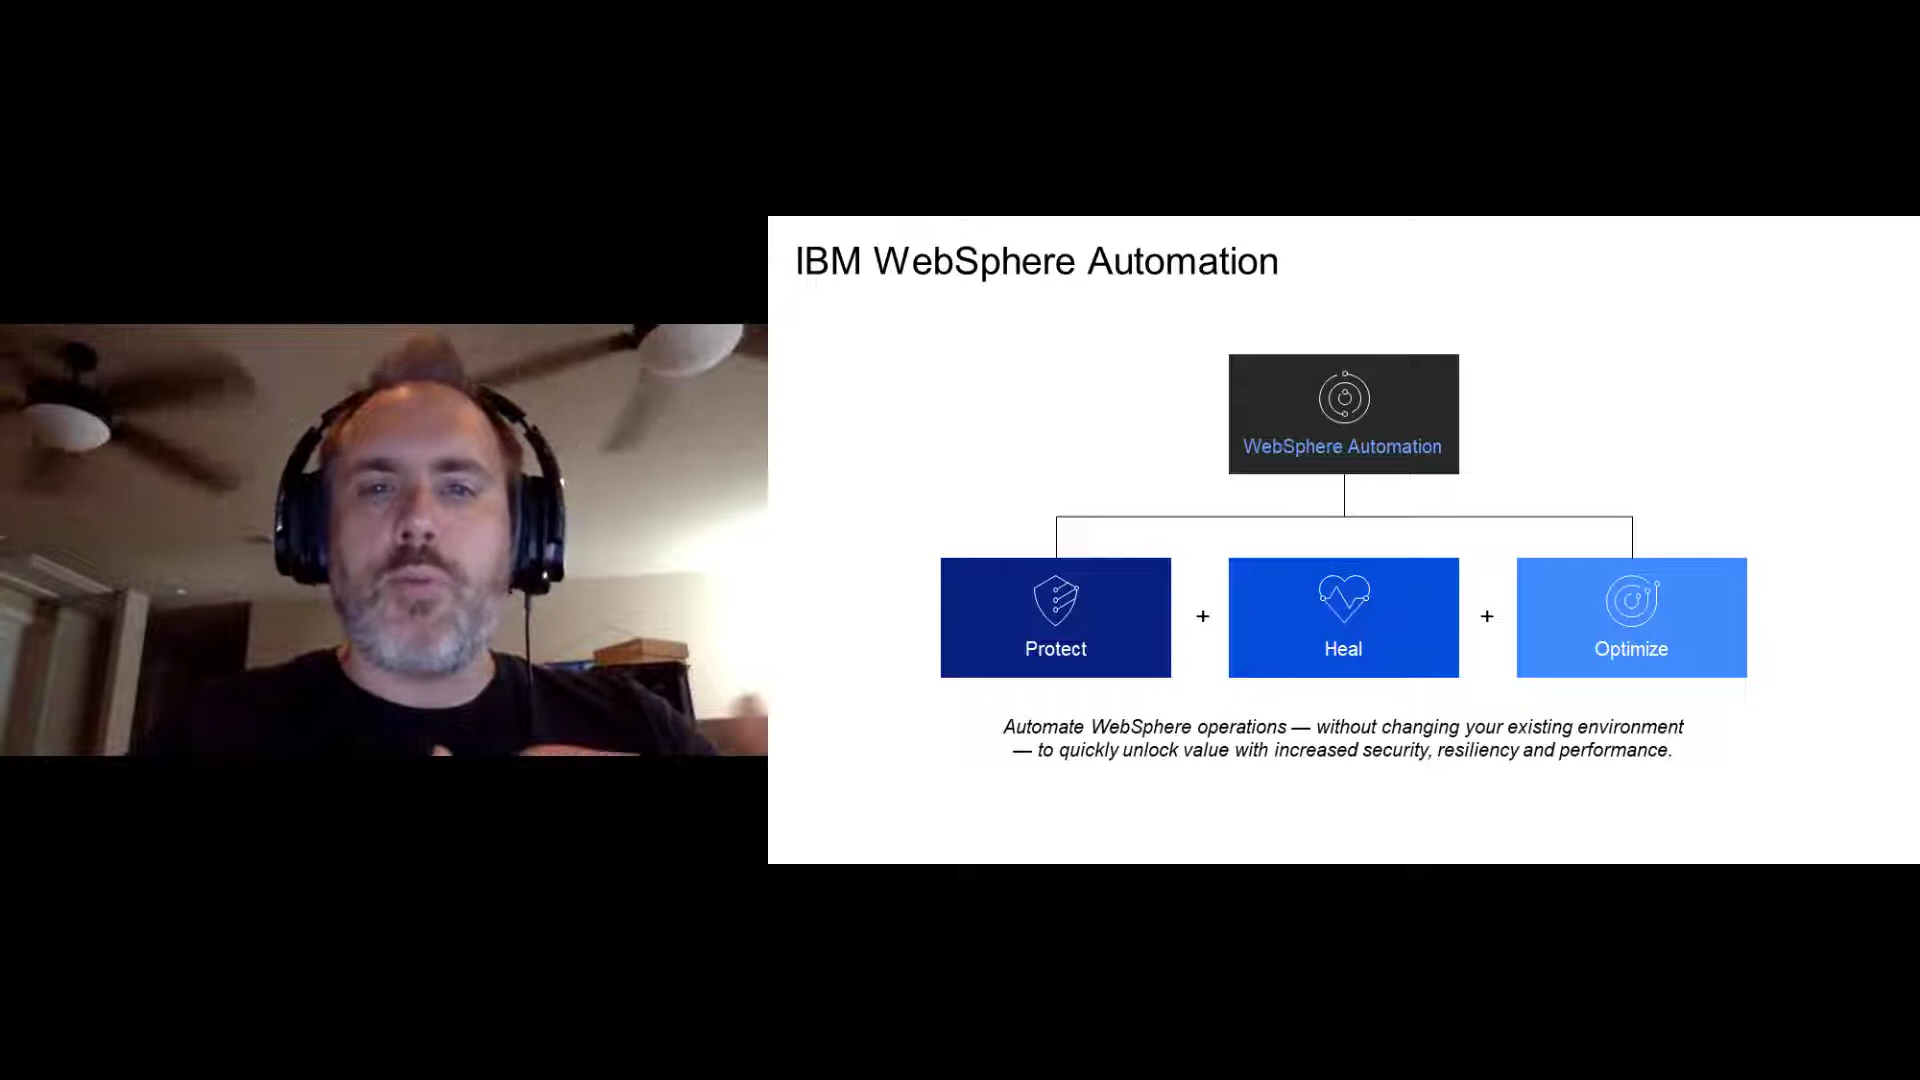 IBM WebSphere Automation
WebSphere Automation
Protect
+
Heal
+
Optimize
Automate WebSphere operations — without changing your existing environment
— to quickly unlock value with increased security, resiliency and performance.